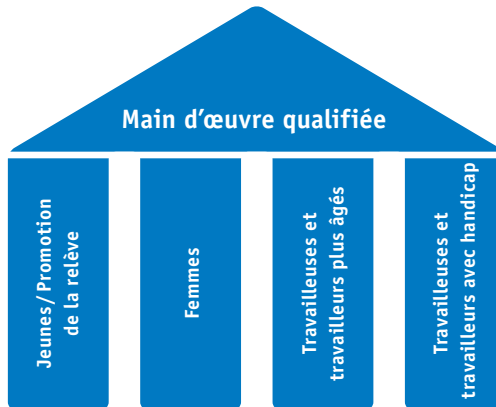 Main d’œuvre qualifiée
Jeunes/Promotion
de la relève
Femmes
Travailleuses et
travailleurs plus âgés
Travailleuses et
travailleurs avec handicap